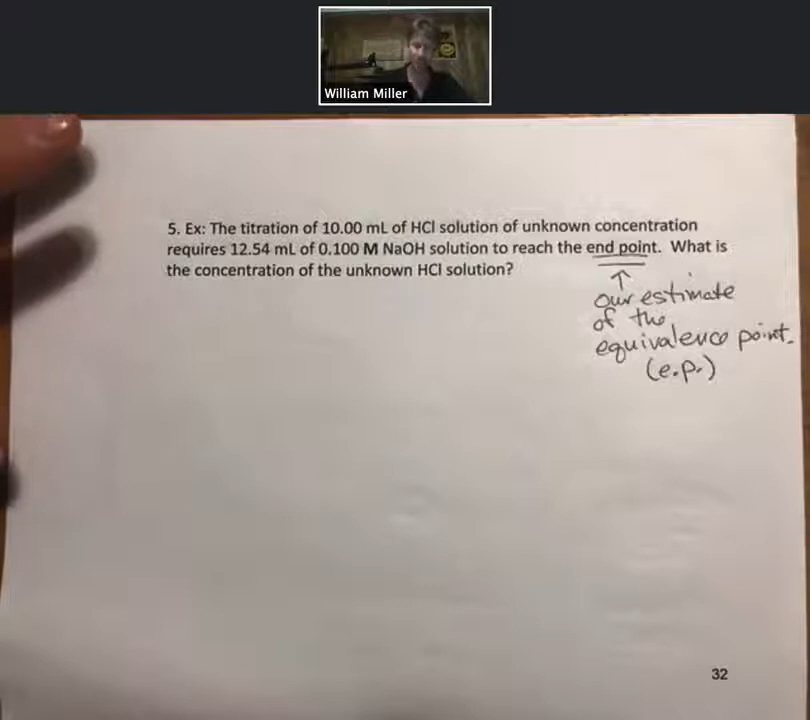 William Miller
5. Ex: The titration of 10.00 mL of HCl solution of unknown concentration
requires 12.54 mL of 0.100 M NaOH solution to reach the end point. What is
the concentration of the unknown HCl solution?
our estimate
of the
equivalence point.
(e.p.)
32